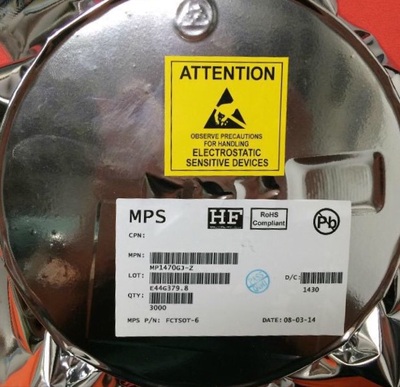 ATTENTION
OBSERVE PRECAUTIONS
FOR HANDLING
ELECTROSTATIC
SENSITIVE DEVICES
MPS
HF
RoHS
Compliant
Pb
CPN:
MPN:
MP1470GJ-Z
LOT:
D/C:
E44G379.8
1430
QTY:
3000
MPS P/N: FCTSOT-6
DATE: 08-03-14